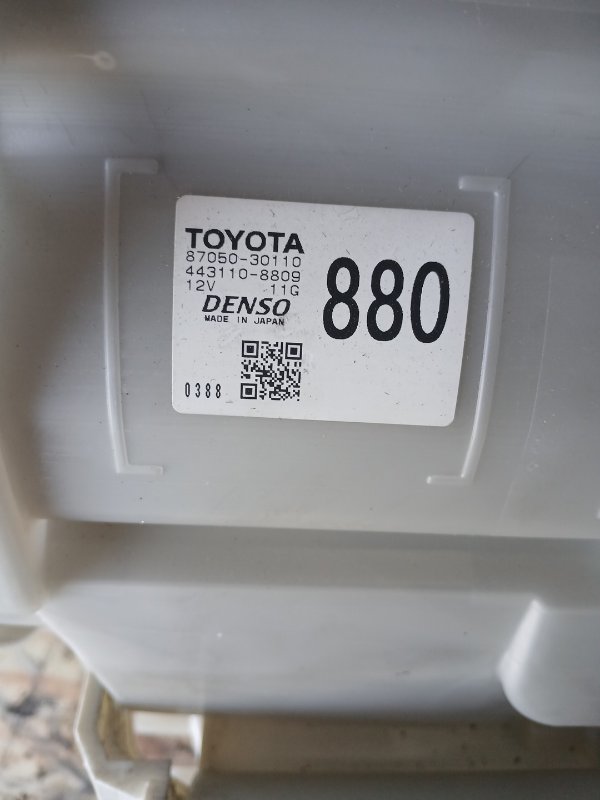 TOYOTA
87050-30110
443110-8809
12V 11G
DENSO
MADE IN JAPAN
880
0388